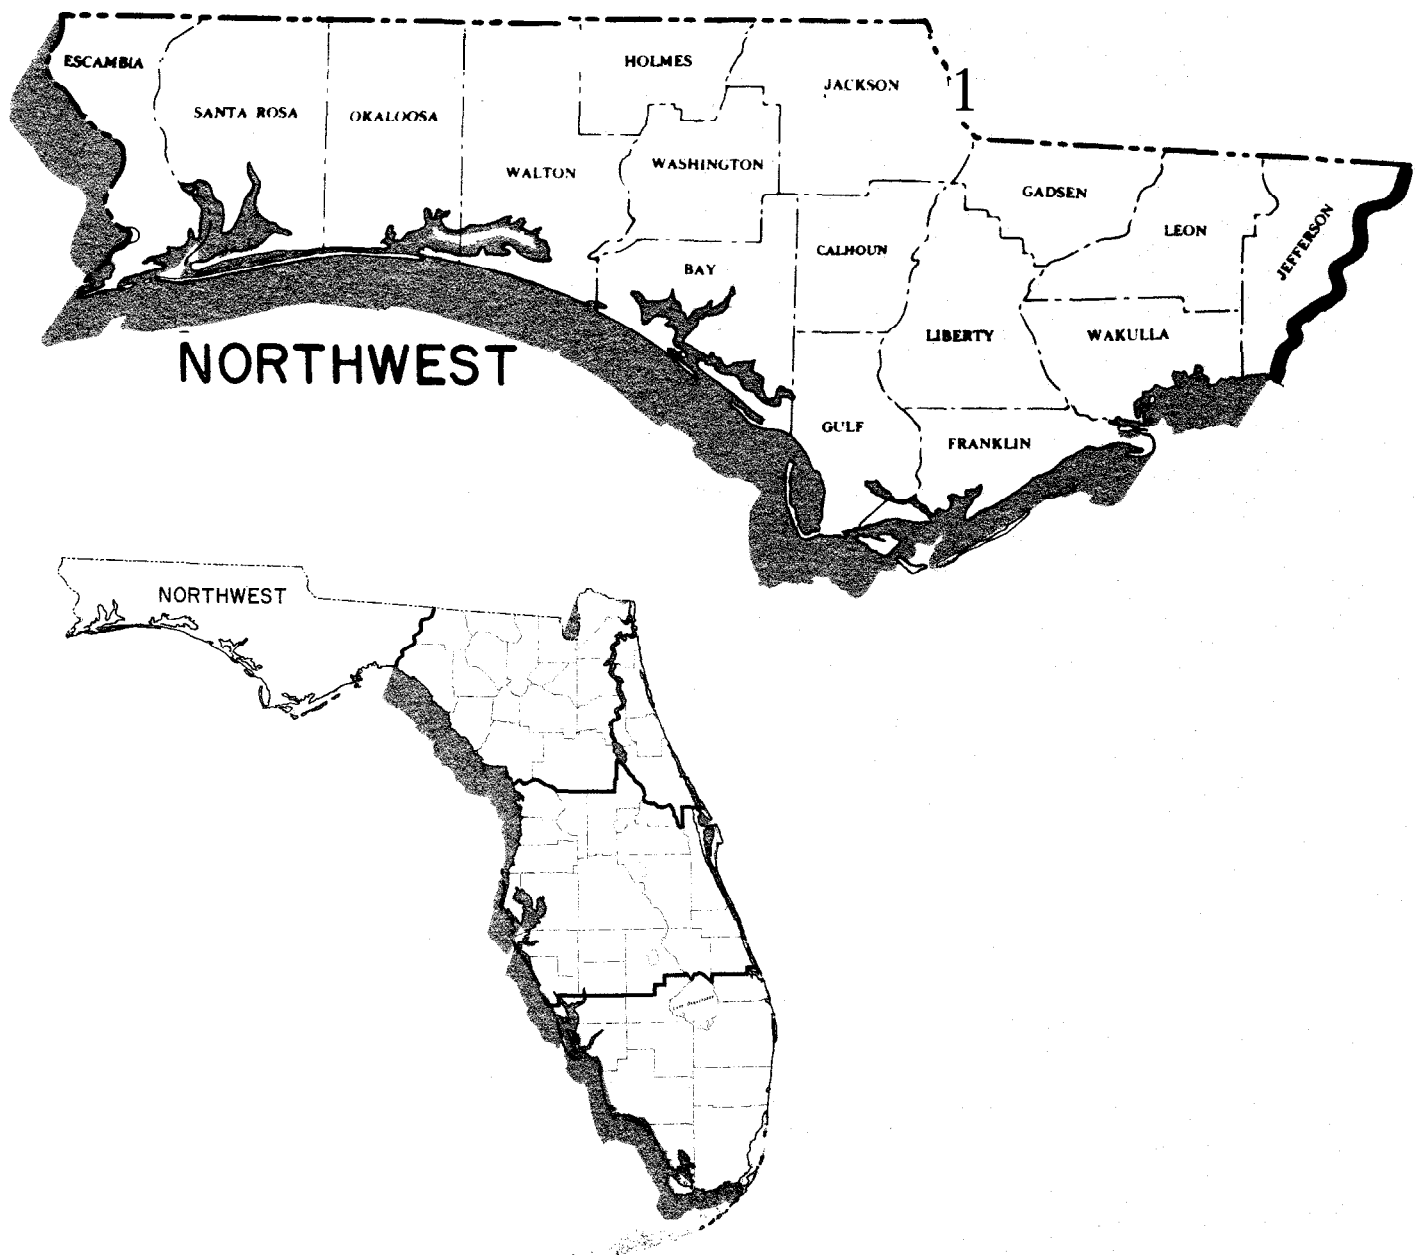 ESCAMBIA
SANTA ROSA
OKALOOSA
WALTON
HOLMES
WASHINGTON
JACKSON
1
BAY
CALHOUN
GULF
LIBERTY
GADSEN
FRANKLIN
LEON
WAKULLA
JEFFERSON
NORTHWEST
NORTHWEST